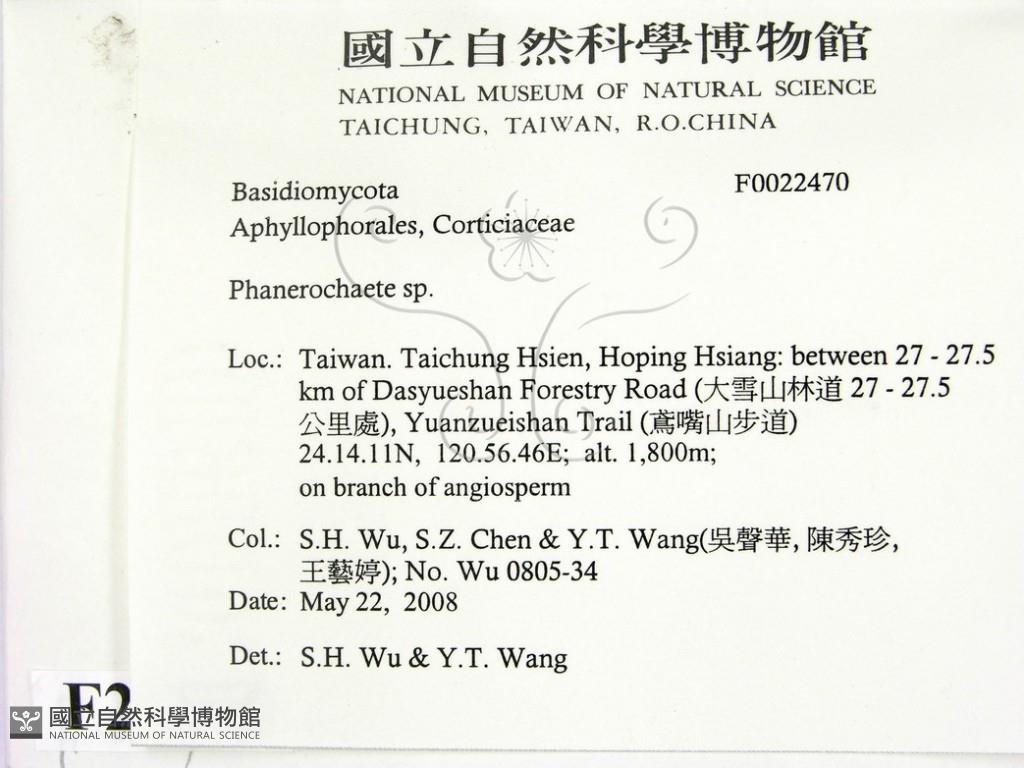 國立自然科學博物館
NATIONAL MUSEUM OF NATURAL SCIENCE
TAICHUNG, TAIWAN, R.O.CHINA
Basidiomycota F0022470
Aphyllophorales, Corticiaceae
Phanerochaete sp.
Loc.: Taiwan. Taichung Hsien, Hoping Hsiang: between 27 - 27.5
km of Dasyueshan Forestry Road (大雪山林道 27 - 27.5
公里處), Yuanzueishan Trail (鳶嘴山步道)
24.14.11N, 120.56.46E; alt. 1,800m;
on branch of angiosperm
Col.: S.H. Wu, S.Z. Chen & Y.T. Wang(吳聲華, 陳秀珍,
王藝婷); No. Wu 0805-34
Date: May 22, 2008
Det.: S.H. Wu & Y.T. Wang
F2
國立自然科學博物館
NATIONAL MUSEUM OF NATURAL SCIENCE